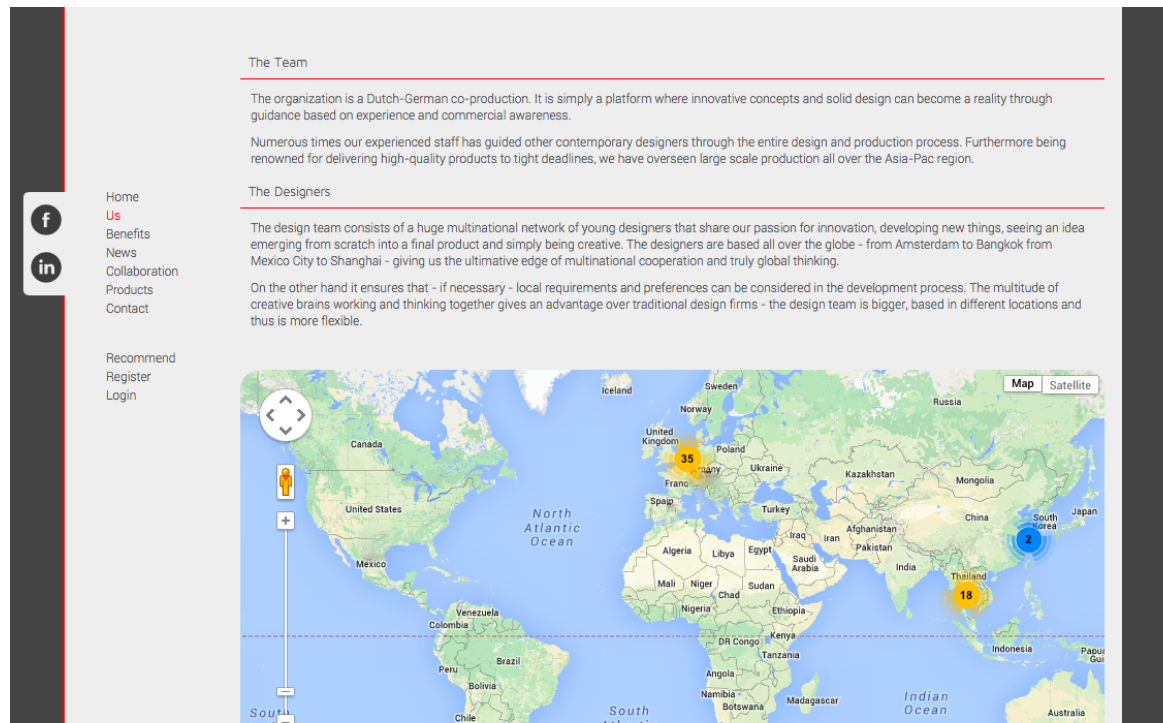 The Team
The organization is a Dutch-German co-production. It is simply a platform where innovative concepts and solid design can become a reality through
guidance based on experience and commercial awareness.
Numerous times our experienced staff has guided other contemporary designers through the entire design and production process. Furthermore being
renowned for delivering high-quality products to tight deadlines, we have overseen large scale production all over the Asia-Pac region.
The Designers
The design team consists of a huge multinational network of young designers that share our passion for innovation, developing new things, seeing an idea
emerging from scratch into a final product and simply being creative. The designers are based all over the globe - from Amsterdam to Bangkok from
Mexico City to Shanghai - giving us the ultimative edge of multinational cooperation and truly global thinking.
On the other hand it ensures that - if necessary - local requirements and preferences can be considered in the development process. The multitude of
creative brains working and thinking together gives an advantage over traditional design firms - the design team is bigger, based in different locations and
thus is more flexible.
f
in
Home
Us
Benefits
News
Collaboration
Products
Contact
Recommend
Register
Login
Map Satellite
Iceland
Sweden
Norway
Russia
United
Kingdom
Poland
35
Canada
Ukraine
Kazakhstan
Mongolia
Spain
Turkey
United States
North
Atlantic
Ocean
China
South
Korea
Japan
Afghanistan
Iraq
Iran
Pakistan
2
Algeria
Libya
Egypt
Saudi
Arabia
Mexico
India
Thailand
18
Mali
Niger
Chad
Sudan
Nigeria
Ethiopia
Venezuela
Colombia
DR Congo
Kenya
Tanzania
Indonesia
Brazil
Peru
Angola
Bolivia
Namibia
Botswana
Madagascar
Indian
Ocean
South
Chile
Australia